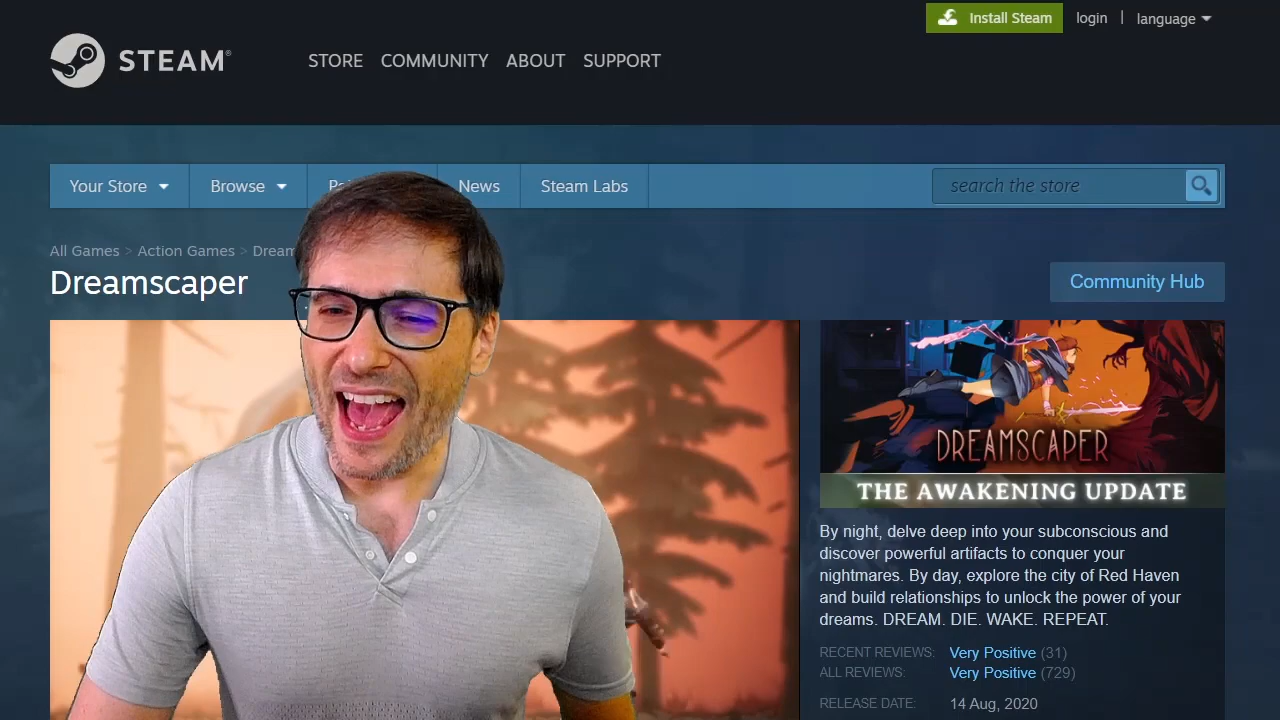 Install Steam login | language
STEAM®
STORE COMMUNITY ABOUT SUPPORT
Your Store Browse News Steam Labs search the store
All Games > Action Games >
Dreamscaper
Community Hub
DREAMSCAPER
THE AWAKENING UPDATE
By night, delve deep into your subconscious and
discover powerful artifacts to conquer your
nightmares. By day, explore the city of Red Haven
and build relationships to unlock the power of your
dreams. DREAM. DIE. WAKE. REPEAT.
RECENT REVIEWS: Very Positive (31)
ALL REVIEWS: Very Positive (729)
RELEASE DATE: 14 Aug, 2020